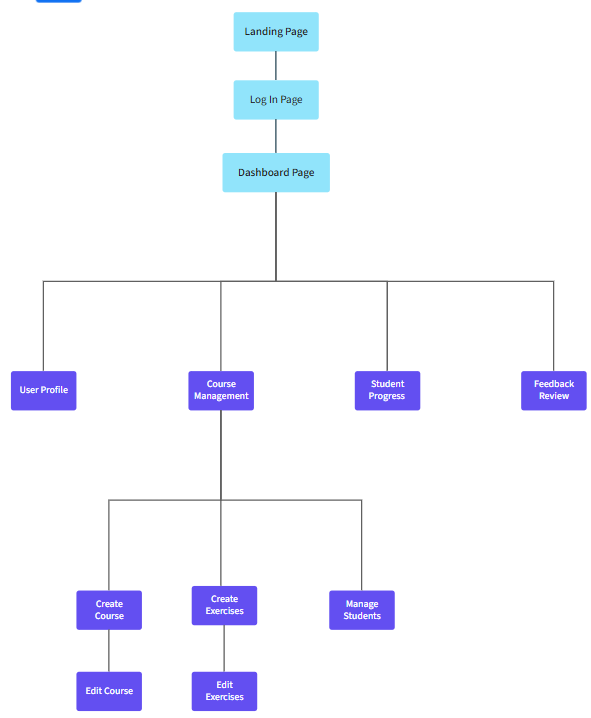 Landing Page
Log In Page
Dashboard Page
User Profile
Course
Management
Student
Progress
Feedback
Review
Create
Course
Create
Exercises
Manage
Students
Edit Course
Edit
Exercises